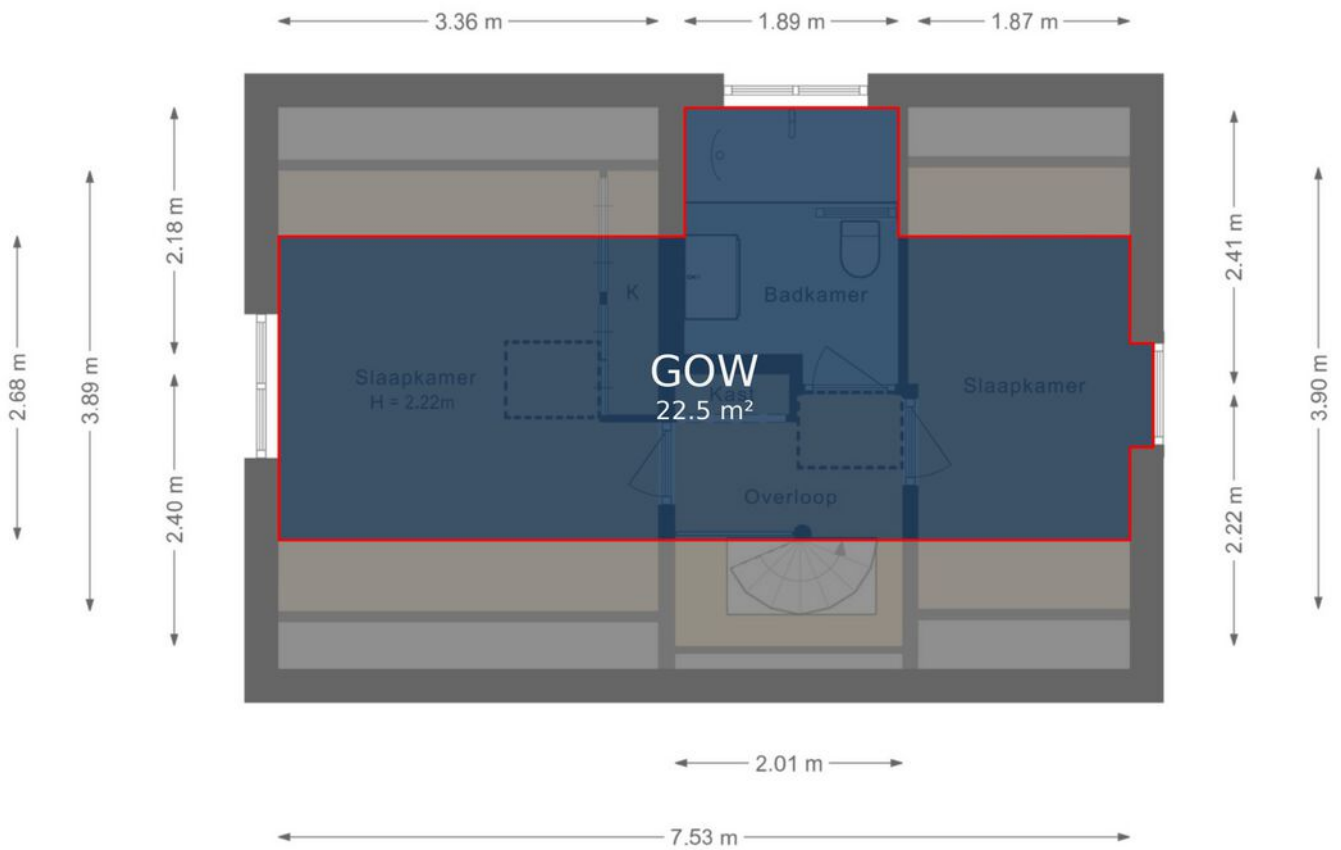 3.36 m
1.89 m
1.87 m
2.18 m
2.41 m
2.68 m
3.89 m
3.90 m
2.40 m
2.22 m
K
Badkamer
Slaapkamer
H = 2.22m
GOW
Kast
22.5 m²
Slaapkamer
Overloop
2.01 m
7.53 m